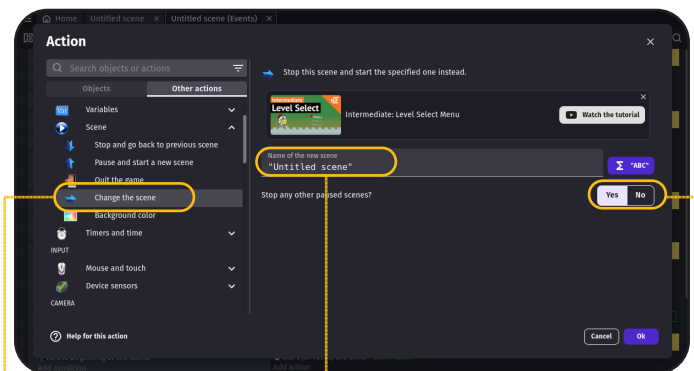 Home
Untitled scene ×
Untitled scene (Events) ×
Action
Search objects or actions
Objects
Other actions
Var
Variables
Scene
Stop and go back to previous scene
Pause and start a new scene
Quit the game
Change the scene
Background color
Timers and time
INPUT
Mouse and touch
Device sensors
CAMERA
? Help for this action
Stop this scene and start the specified one instead.
Intermediate
Level Select
Intermediate: Level Select Menu
Watch the tutorial
Name of the new scene
"Untitled scene"
Σ "ABC"
Stop any other paused scenes?
Yes
No
Cancel
Ok
Add condition
Add action